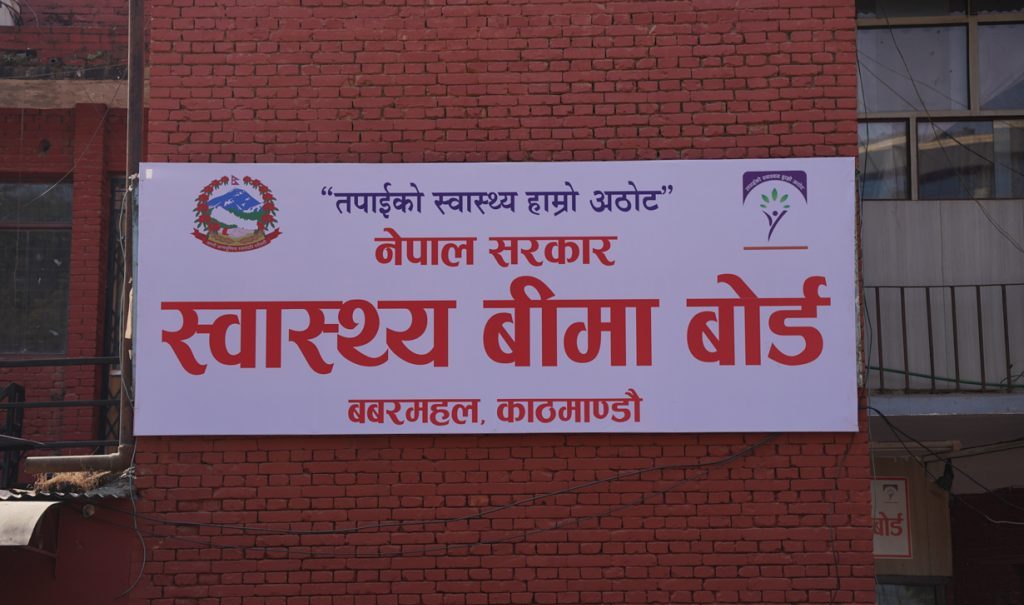 “तपाईको स्वास्थ्य हाम्रो अठोट”
नेपाल सरकार
स्वास्थ्य बीमा बोर्ड
बबरमहल, काठमाण्डौ
बोर्ड